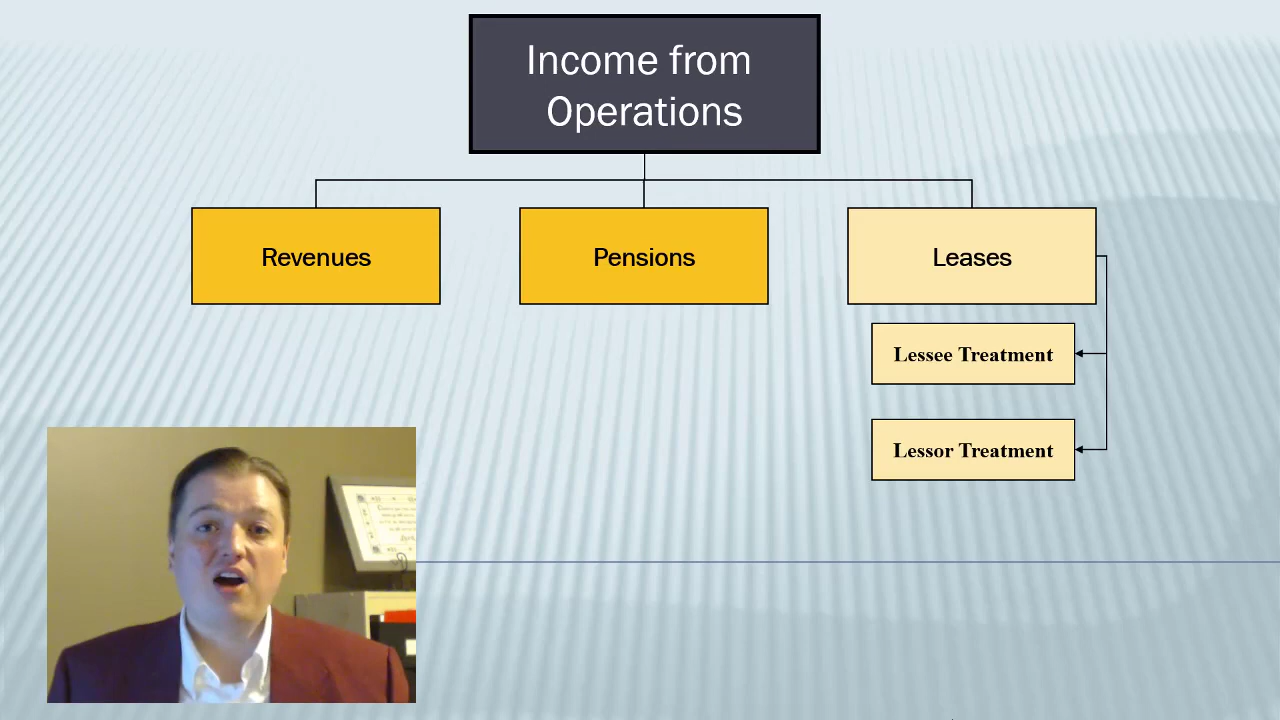 Income from
Operations
Revenues
Pensions
Leases
Lessee Treatment
Lessor Treatment